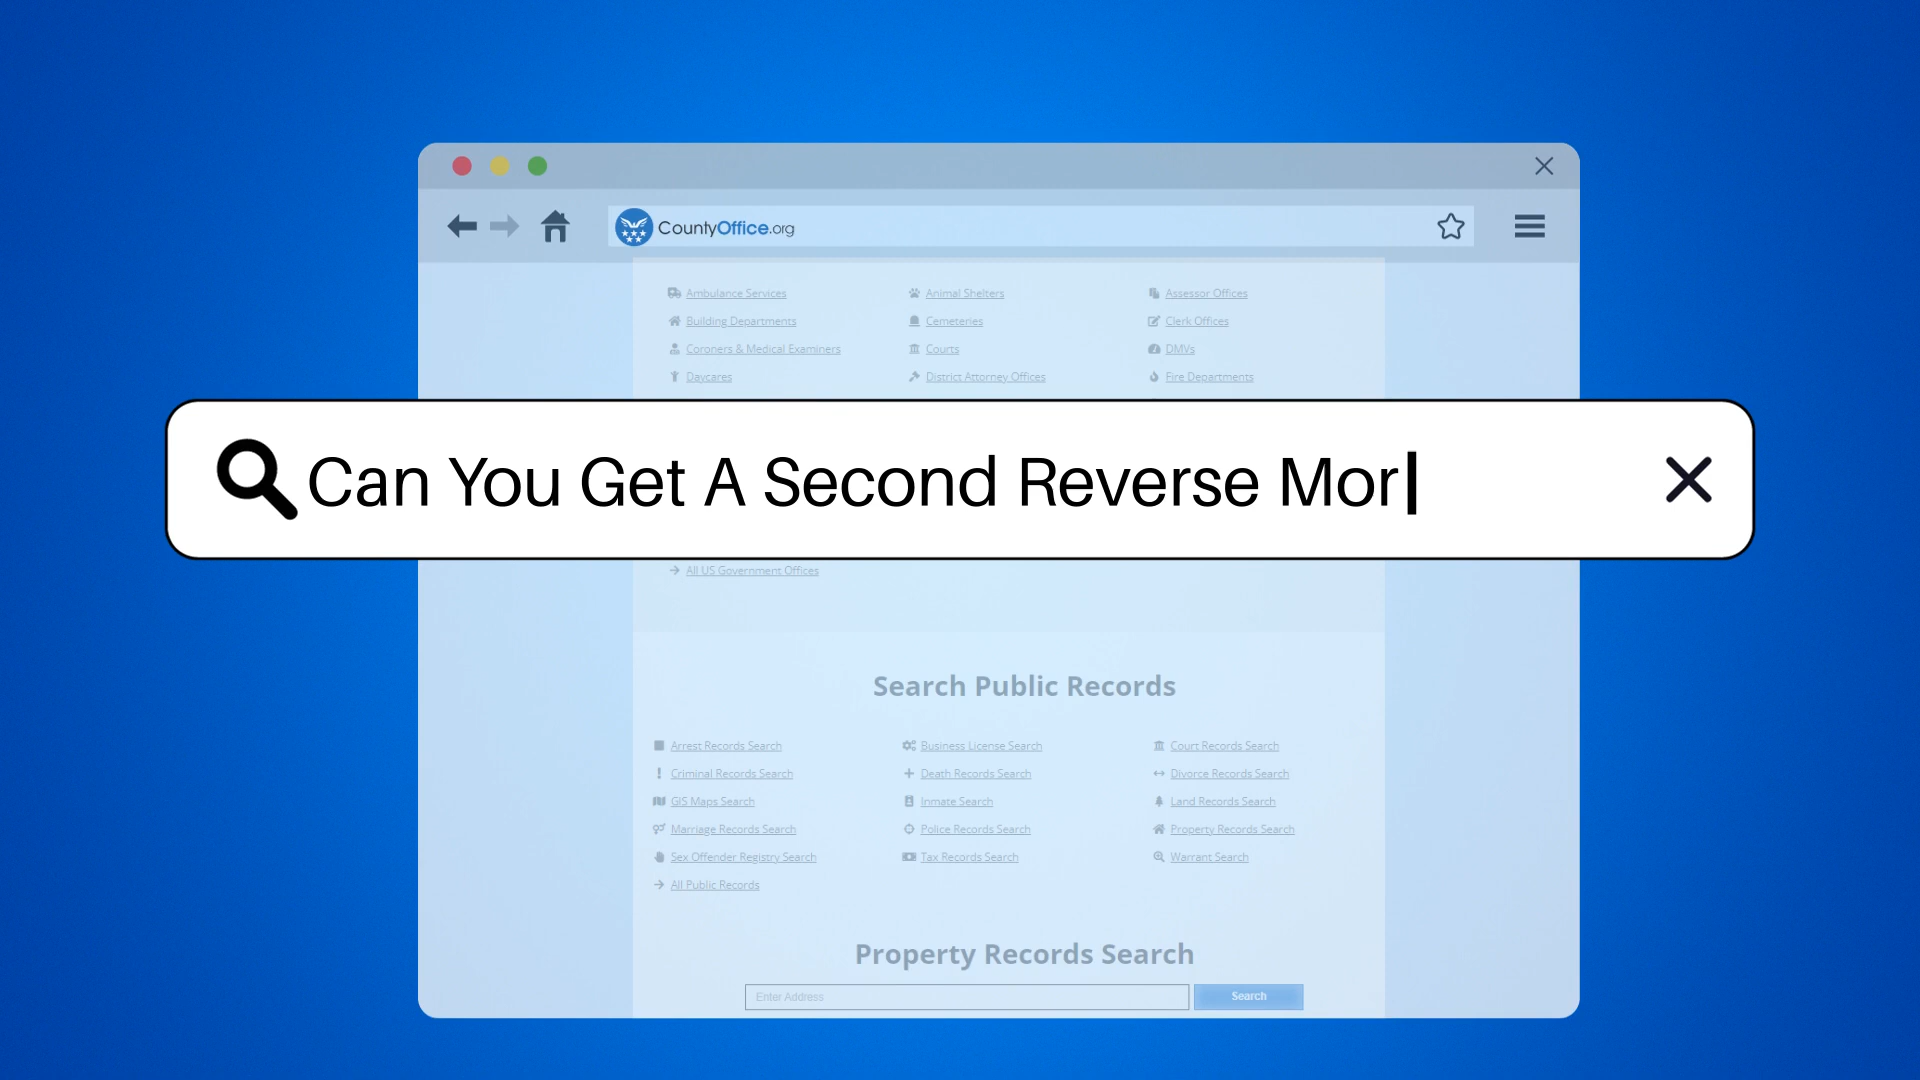 CountyOffice.org
Ambulance Services Animal Shelters Assessor Offices
Building Departments Cemeteries Clerk Offices
Coroners & Medical Examiners Courts DMVs
Daycares District Attorney Offices Fire Departments
Can You Get A Second Reverse Mor
All US Government Offices
Search Public Records
Arrest Records Search Business License Search Court Records Search
Criminal Records Search Death Records Search Divorce Records Search
GIS Maps Search Inmate Search Land Records Search
Marriage Records Search Police Records Search Property Records Search
Sex Offender Registry Search Tax Records Search Warrant Search
All Public Records
Property Records Search
Enter Address Search